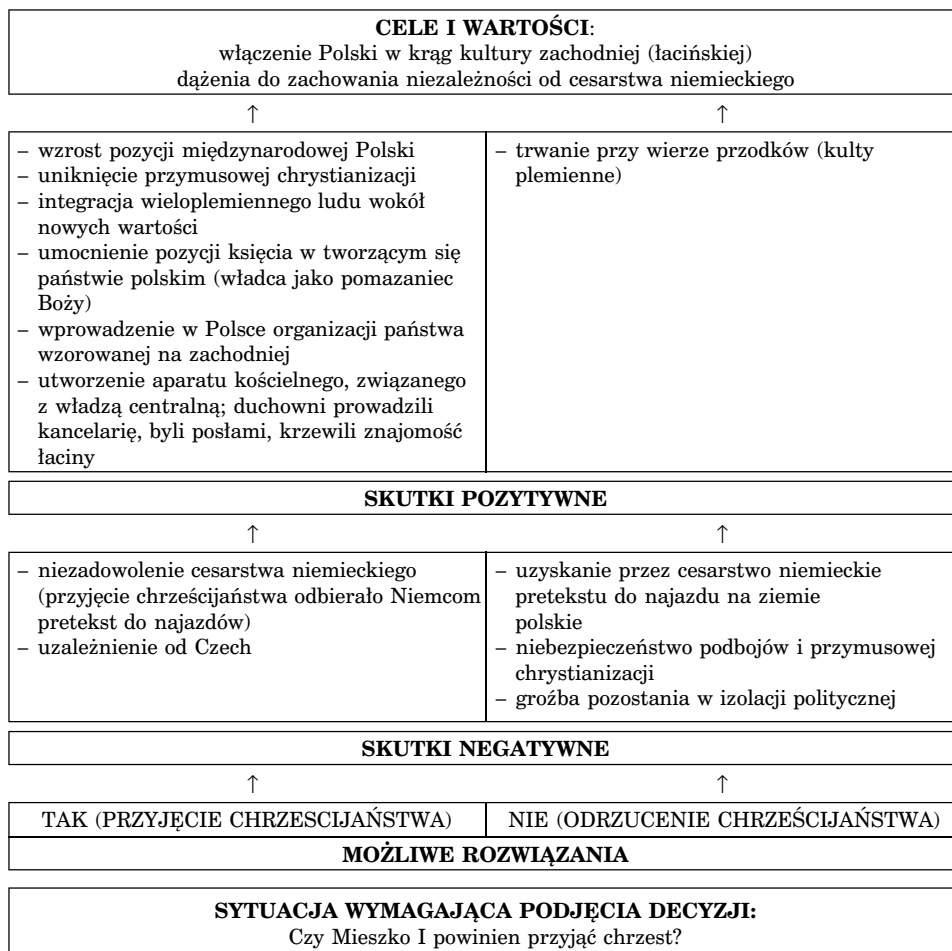 CELE I WARTOŚCI:
włączenie Polski w krąg kultury zachodniej (łacińskiej)
dążenia do zachowania niezależności od cesarstwa niemieckiego
↑ ↑
– wzrost pozycji międzynarodowej Polski
– uniknięcie przymusowej chrystianizacji
– integracja wieloplemiennego ludu wokół
nowych wartości
– umocnienie pozycji księcia w tworzącym się
państwie polskim (władca jako pomazaniec
Boży)
– wprowadzenie w Polsce organizacji państwa
wzorowanej na zachodniej
– utworzenie aparatu kościelnego, związanego
z władzą centralną; duchowni prowadzili
kancelarię, byli posłami, krzewili znajomość
łaciny
– trwanie przy wierze przodków (kulty
plemienne)
SKUTKI POZYTYWNE
↑ ↑
– niezadowolenie cesarstwa niemieckiego
(przyjęcie chrześcijaństwa odbierało Niemcom
pretekst do najazdów)
– uzależnienie od Czech
– uzyskanie przez cesarstwo niemieckie
pretekstu do najazdu na ziemie
polskie
– niebezpieczeństwo podbojów i przymusowej
chrystianizacji
– groźba pozostania w izolacji politycznej
SKUTKI NEGATYWNE
↑ ↑
TAK (PRZYJĘCIE CHRZESCIJAŃSTWA)
NIE (ODRZUCENIE CHRZEŚCIJAŃSTWA)
MOŻLIWE ROZWIĄZANIA
SYTUACJA WYMAGAJĄCA PODJĘCIA DECYZJI:
Czy Mieszko I powinien przyjąć chrzest?